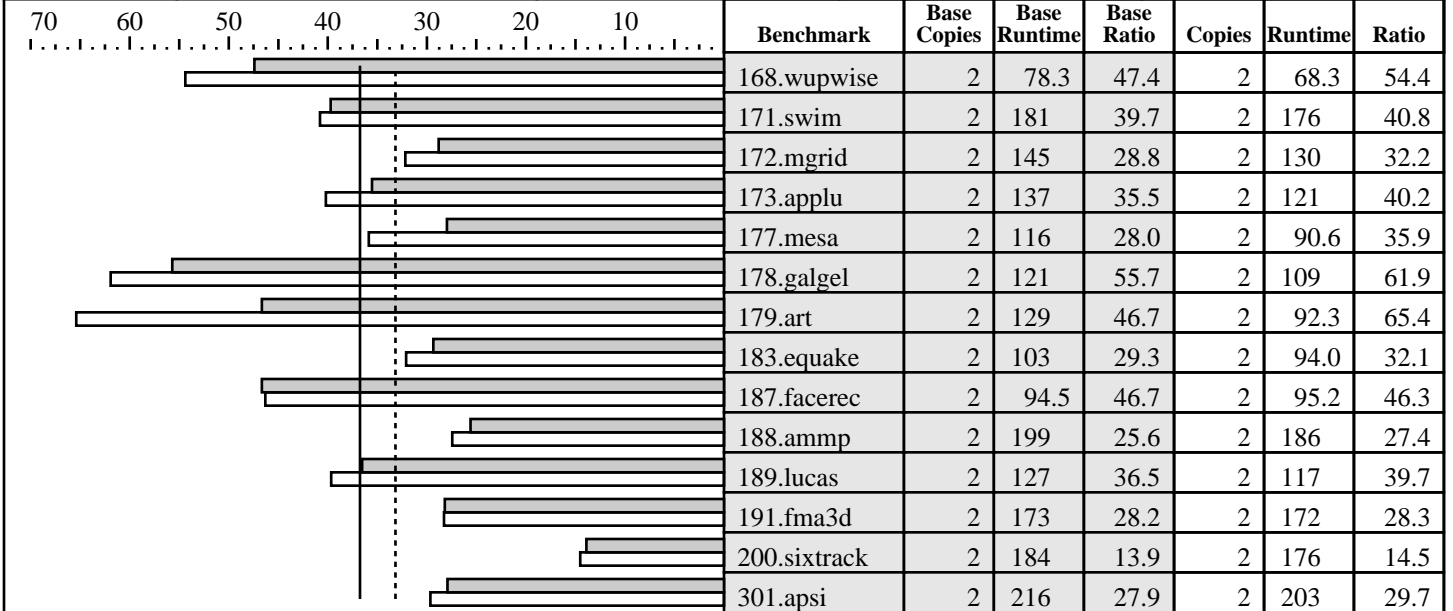 70 60 50 40 30 20 10
Benchmark Base Copies Base Runtime Base Ratio Copies Runtime Ratio
168.wupwise 2 78.3 47.4 2 68.3 54.4
171.swim 2 181 39.7 2 176 40.8
172.mgrid 2 145 28.8 2 130 32.2
173.applu 2 137 35.5 2 121 40.2
177.mesa 2 116 28.0 2 90.6 35.9
178.galgel 2 121 55.7 2 109 61.9
179.art 2 129 46.7 2 92.3 65.4
183.equake 2 103 29.3 2 94.0 32.1
187.facerec 2 94.5 46.7 2 95.2 46.3
188.ammp 2 199 25.6 2 186 27.4
189.lucas 2 127 36.5 2 117 39.7
191.fma3d 2 173 28.2 2 172 28.3
200.sixtrack 2 184 13.9 2 176 14.5
301.apsi 2 216 27.9 2 203 29.7